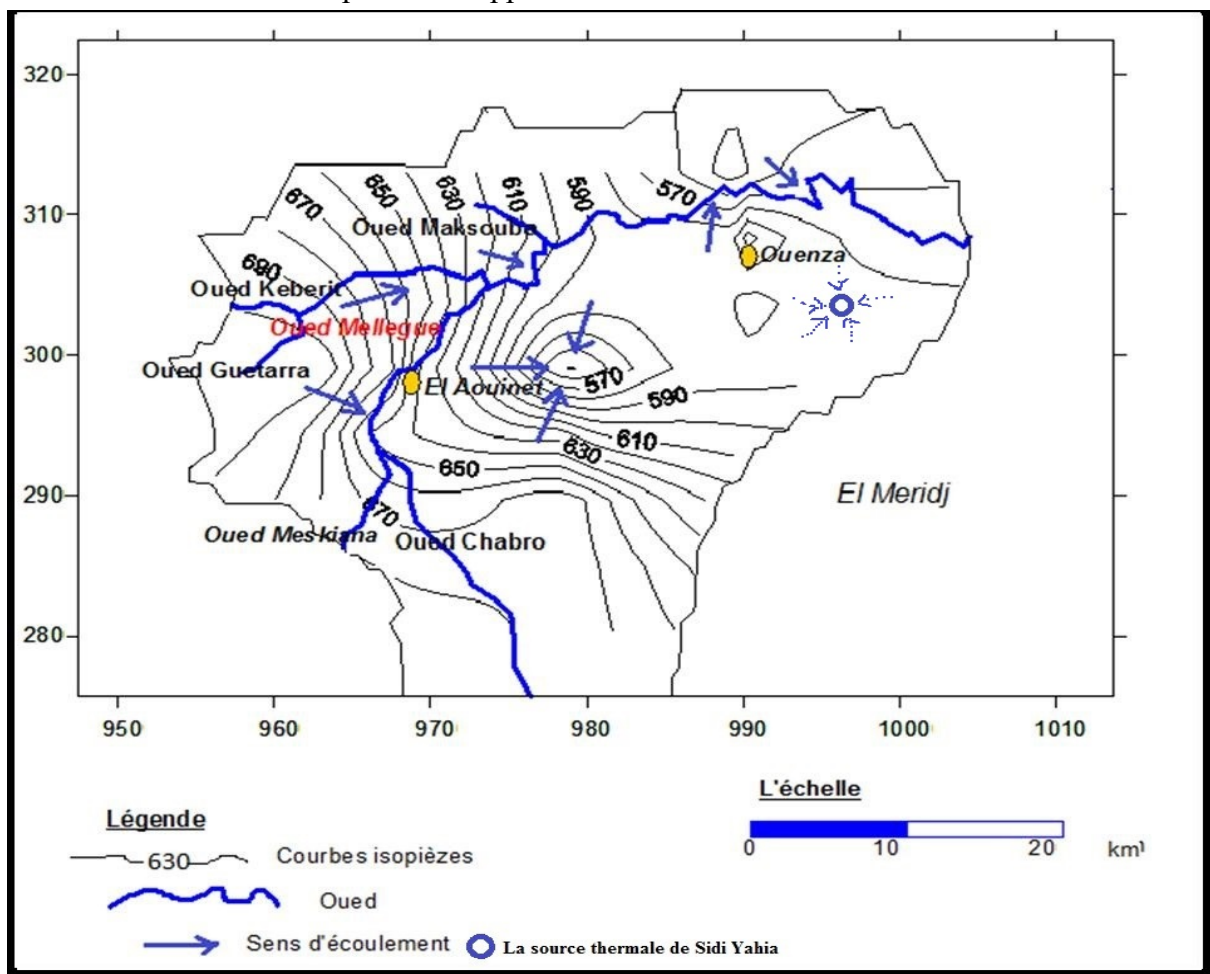 320
310
300
290
280
950
960
970
980
990
1000
1010
670
650
630
610
590
570
Oued Maksouba
690
Oued Keberit
Oued Mellegue
Oued Guetarra
El Aouinet
Ouenza
570
590
610
630
650
670
El Meridj
Oued Meskiana
Oued Chabro
Légende
630
Courbes isopièzes
Oued
Sens d'écoulement
La source thermale de Sidi Yahia
L'échelle
0 10 20 km¹